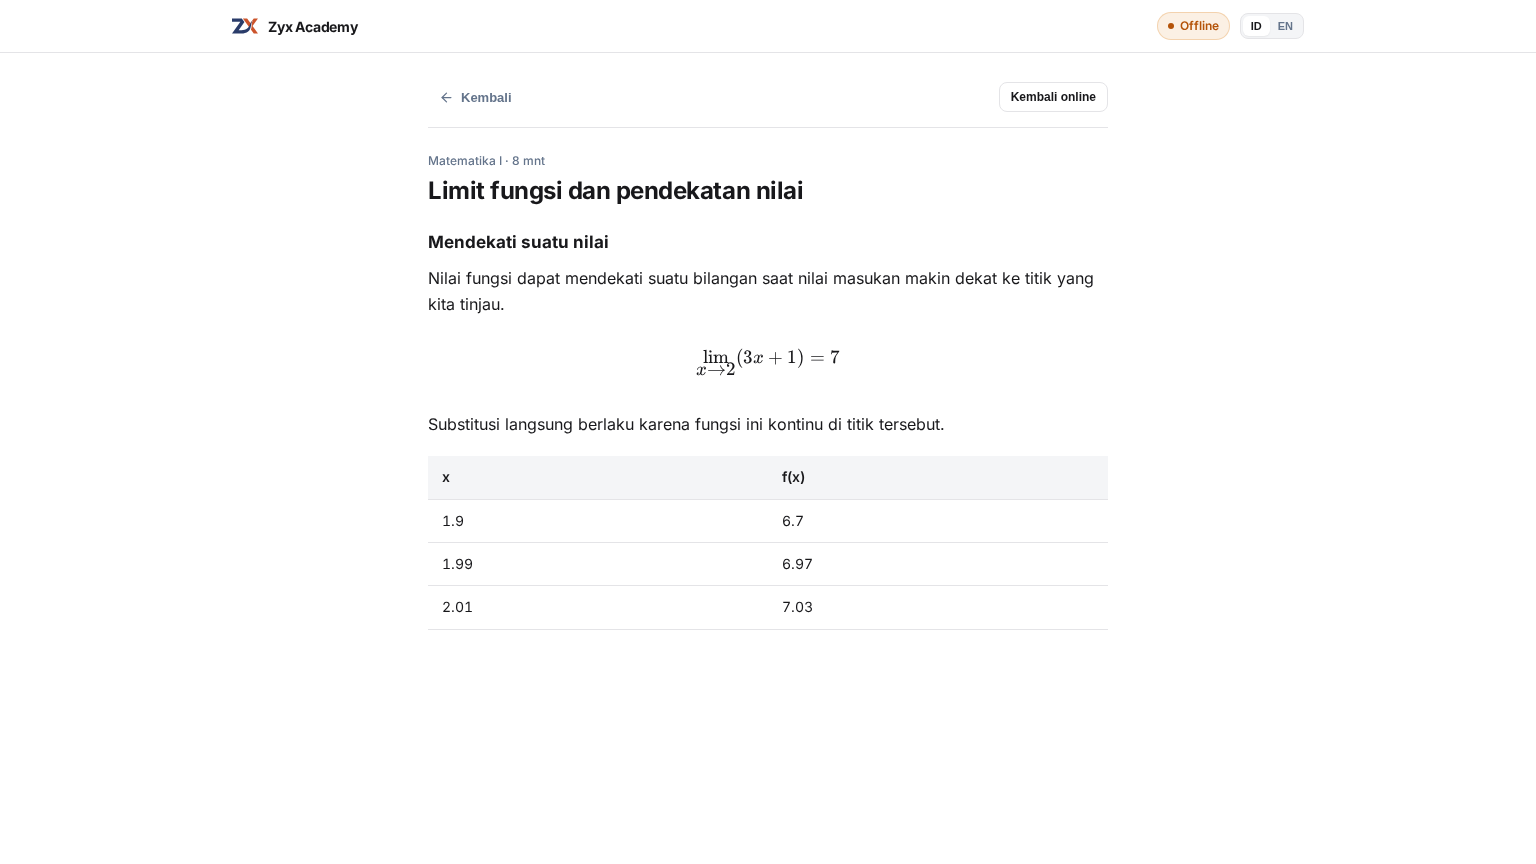 ZX Zyx Academy
Offline
ID EN
Kembali
Kembali online
Matematika I · 8 mnt
Limit fungsi dan pendekatan nilai
Mendekati suatu nilai
Nilai fungsi dapat mendekati suatu bilangan saat nilai masukan makin dekat ke titik yang
kita tinjau.
lim x→2 (3x + 1) = 7
Substitusi langsung berlaku karena fungsi ini kontinu di titik tersebut.
x f(x)
1.9 6.7
1.99 6.97
2.01 7.03